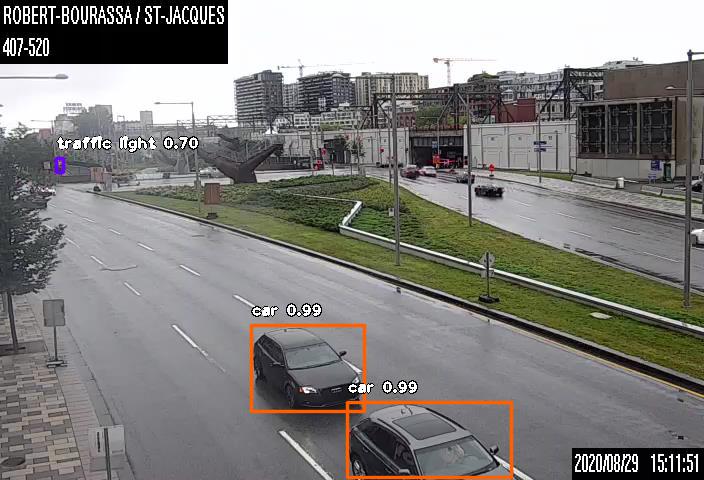 ROBERT-BOURASSA / ST-JACQUES
407-520
traffic light 0.70
car 0.99
car 0.99
2020/08/29 15:11:51